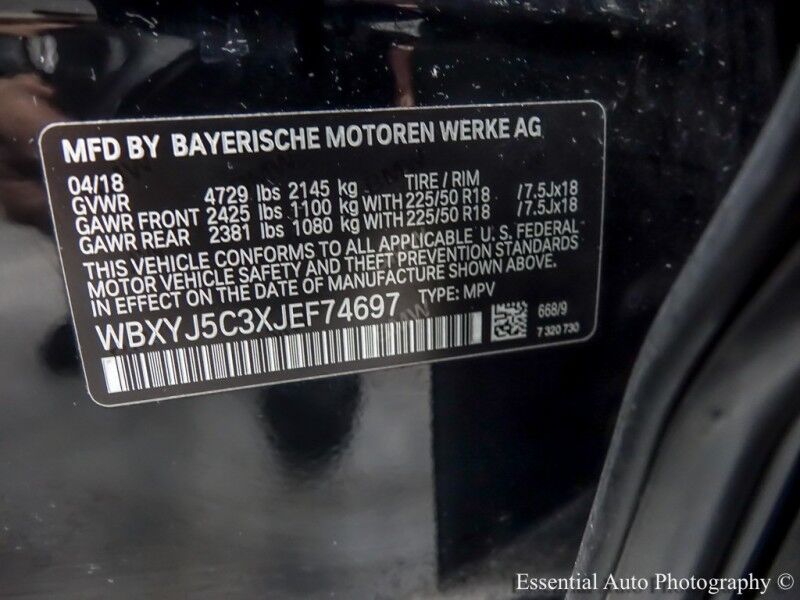 MFD BY BAYERISCHE MOTOREN WERKE AG
04/18 TIRE / RIM
GVWR 4729 lbs 2145 kg
GAWR FRONT 2425 lbs 1100 kg WITH 225/50 R18 /7.5Jx18
GAWR REAR 2381 lbs 1080 kg WITH 225/50 R18 /7.5Jx18
THIS VEHICLE CONFORMS TO ALL APPLICABLE U.S. FEDERAL
MOTOR VEHICLE SAFETY AND THEFT PREVENTION STANDARDS
IN EFFECT ON THE DATE OF MANUFACTURE SHOWN ABOVE.
WBXYJ5C3XJEF74697 TYPE: MPV
668/9
7 320 730
Essential Auto Photography ©